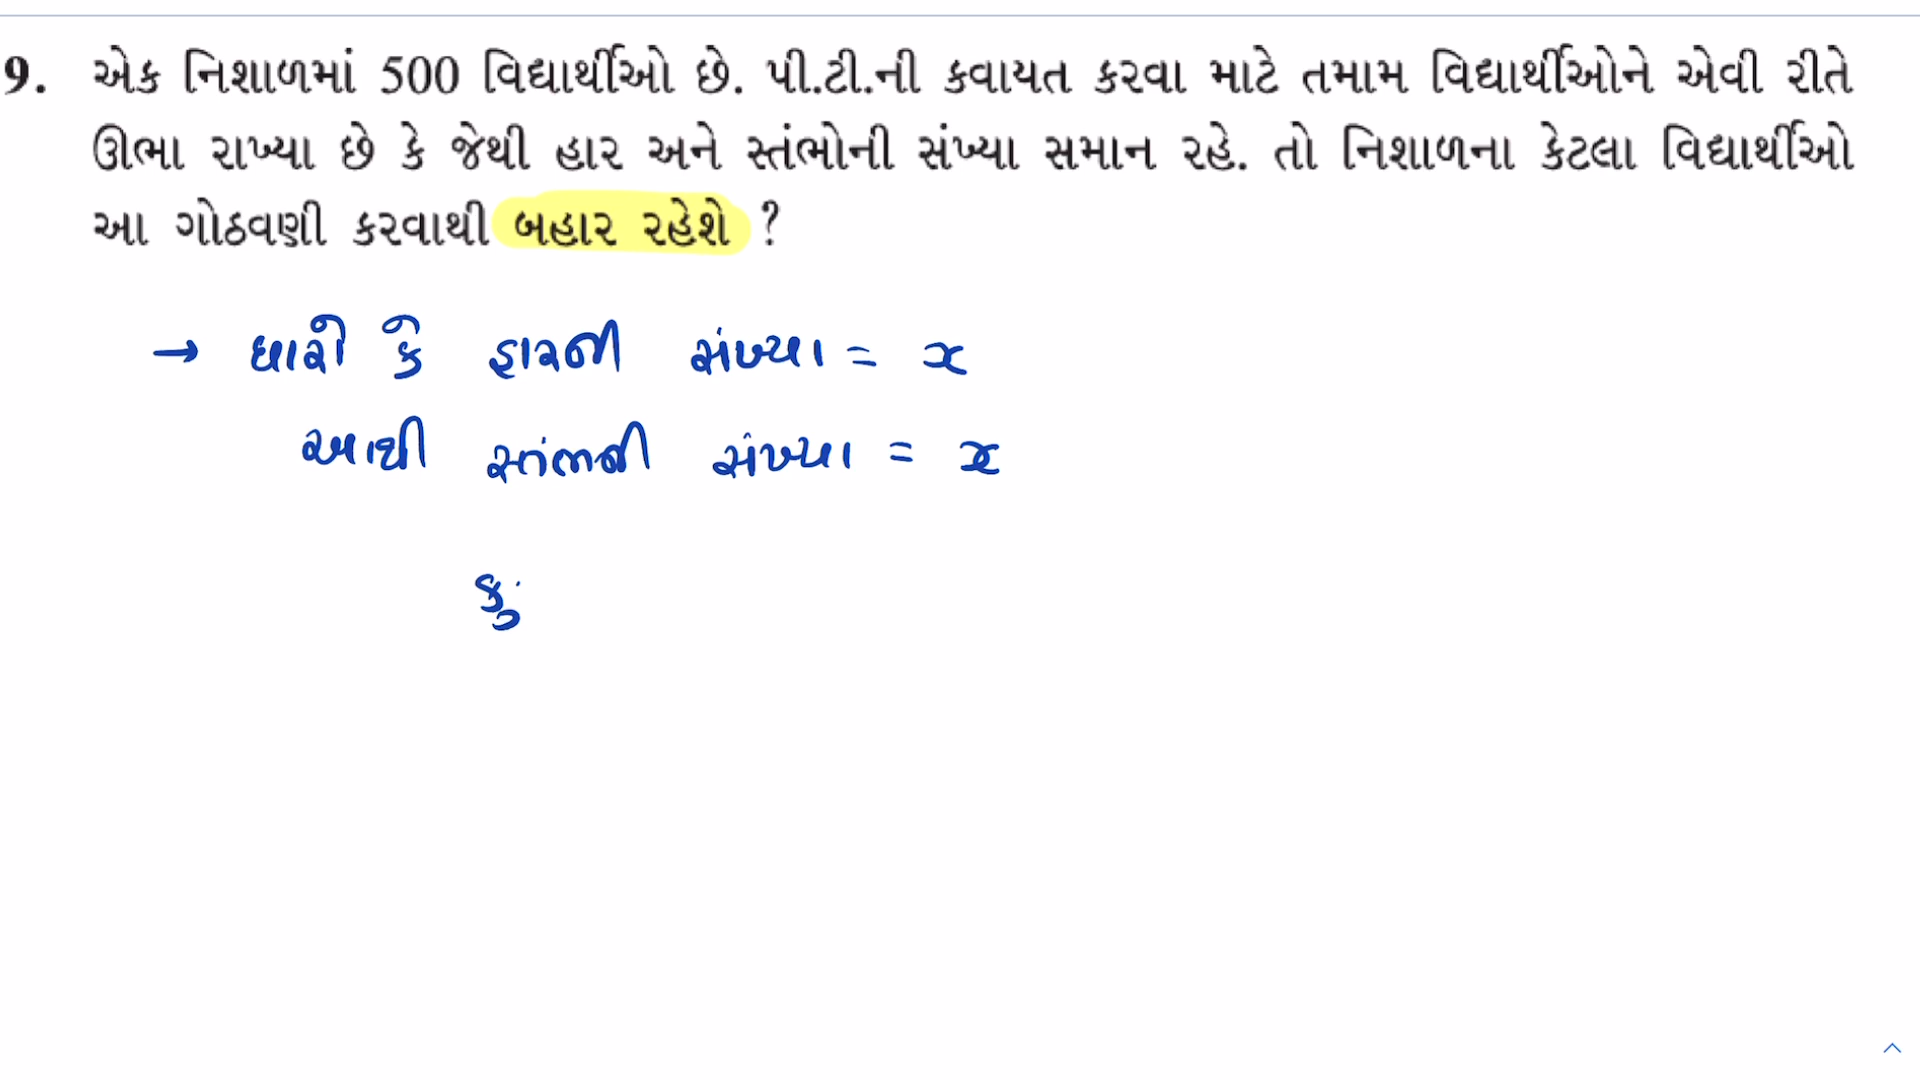 9. એક નિશાળમાં 500 વિદ્યાર્થીઓ છે. પી.ટી.ની કવાયત કરવા માટે તમામ વિદ્યાર્થીઓને એવી રીતે
ઊભા રાખ્યા છે કે જેથી હાર અને સ્તંભોની સંખ્યા સમાન રહે. તો નિશાળના કેટલા વિદ્યાર્થીઓ
આ ગોઠવણી કરવાથી બહાર રહેશે ?
→ ધારો કે હારની સંખ્યા = x
આથી સ્તંભની સંખ્યા = x
કુ